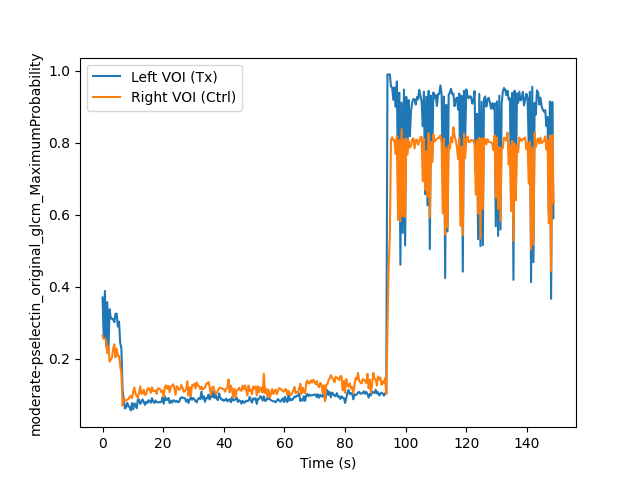 Left VOI (Tx)
Right VOI (Ctrl)
moderate-pselectin_original_glcm_MaximumProbability
1.0
0.8
0.6
0.4
0.2
0 20 40 60 80 100 120 140
Time (s)